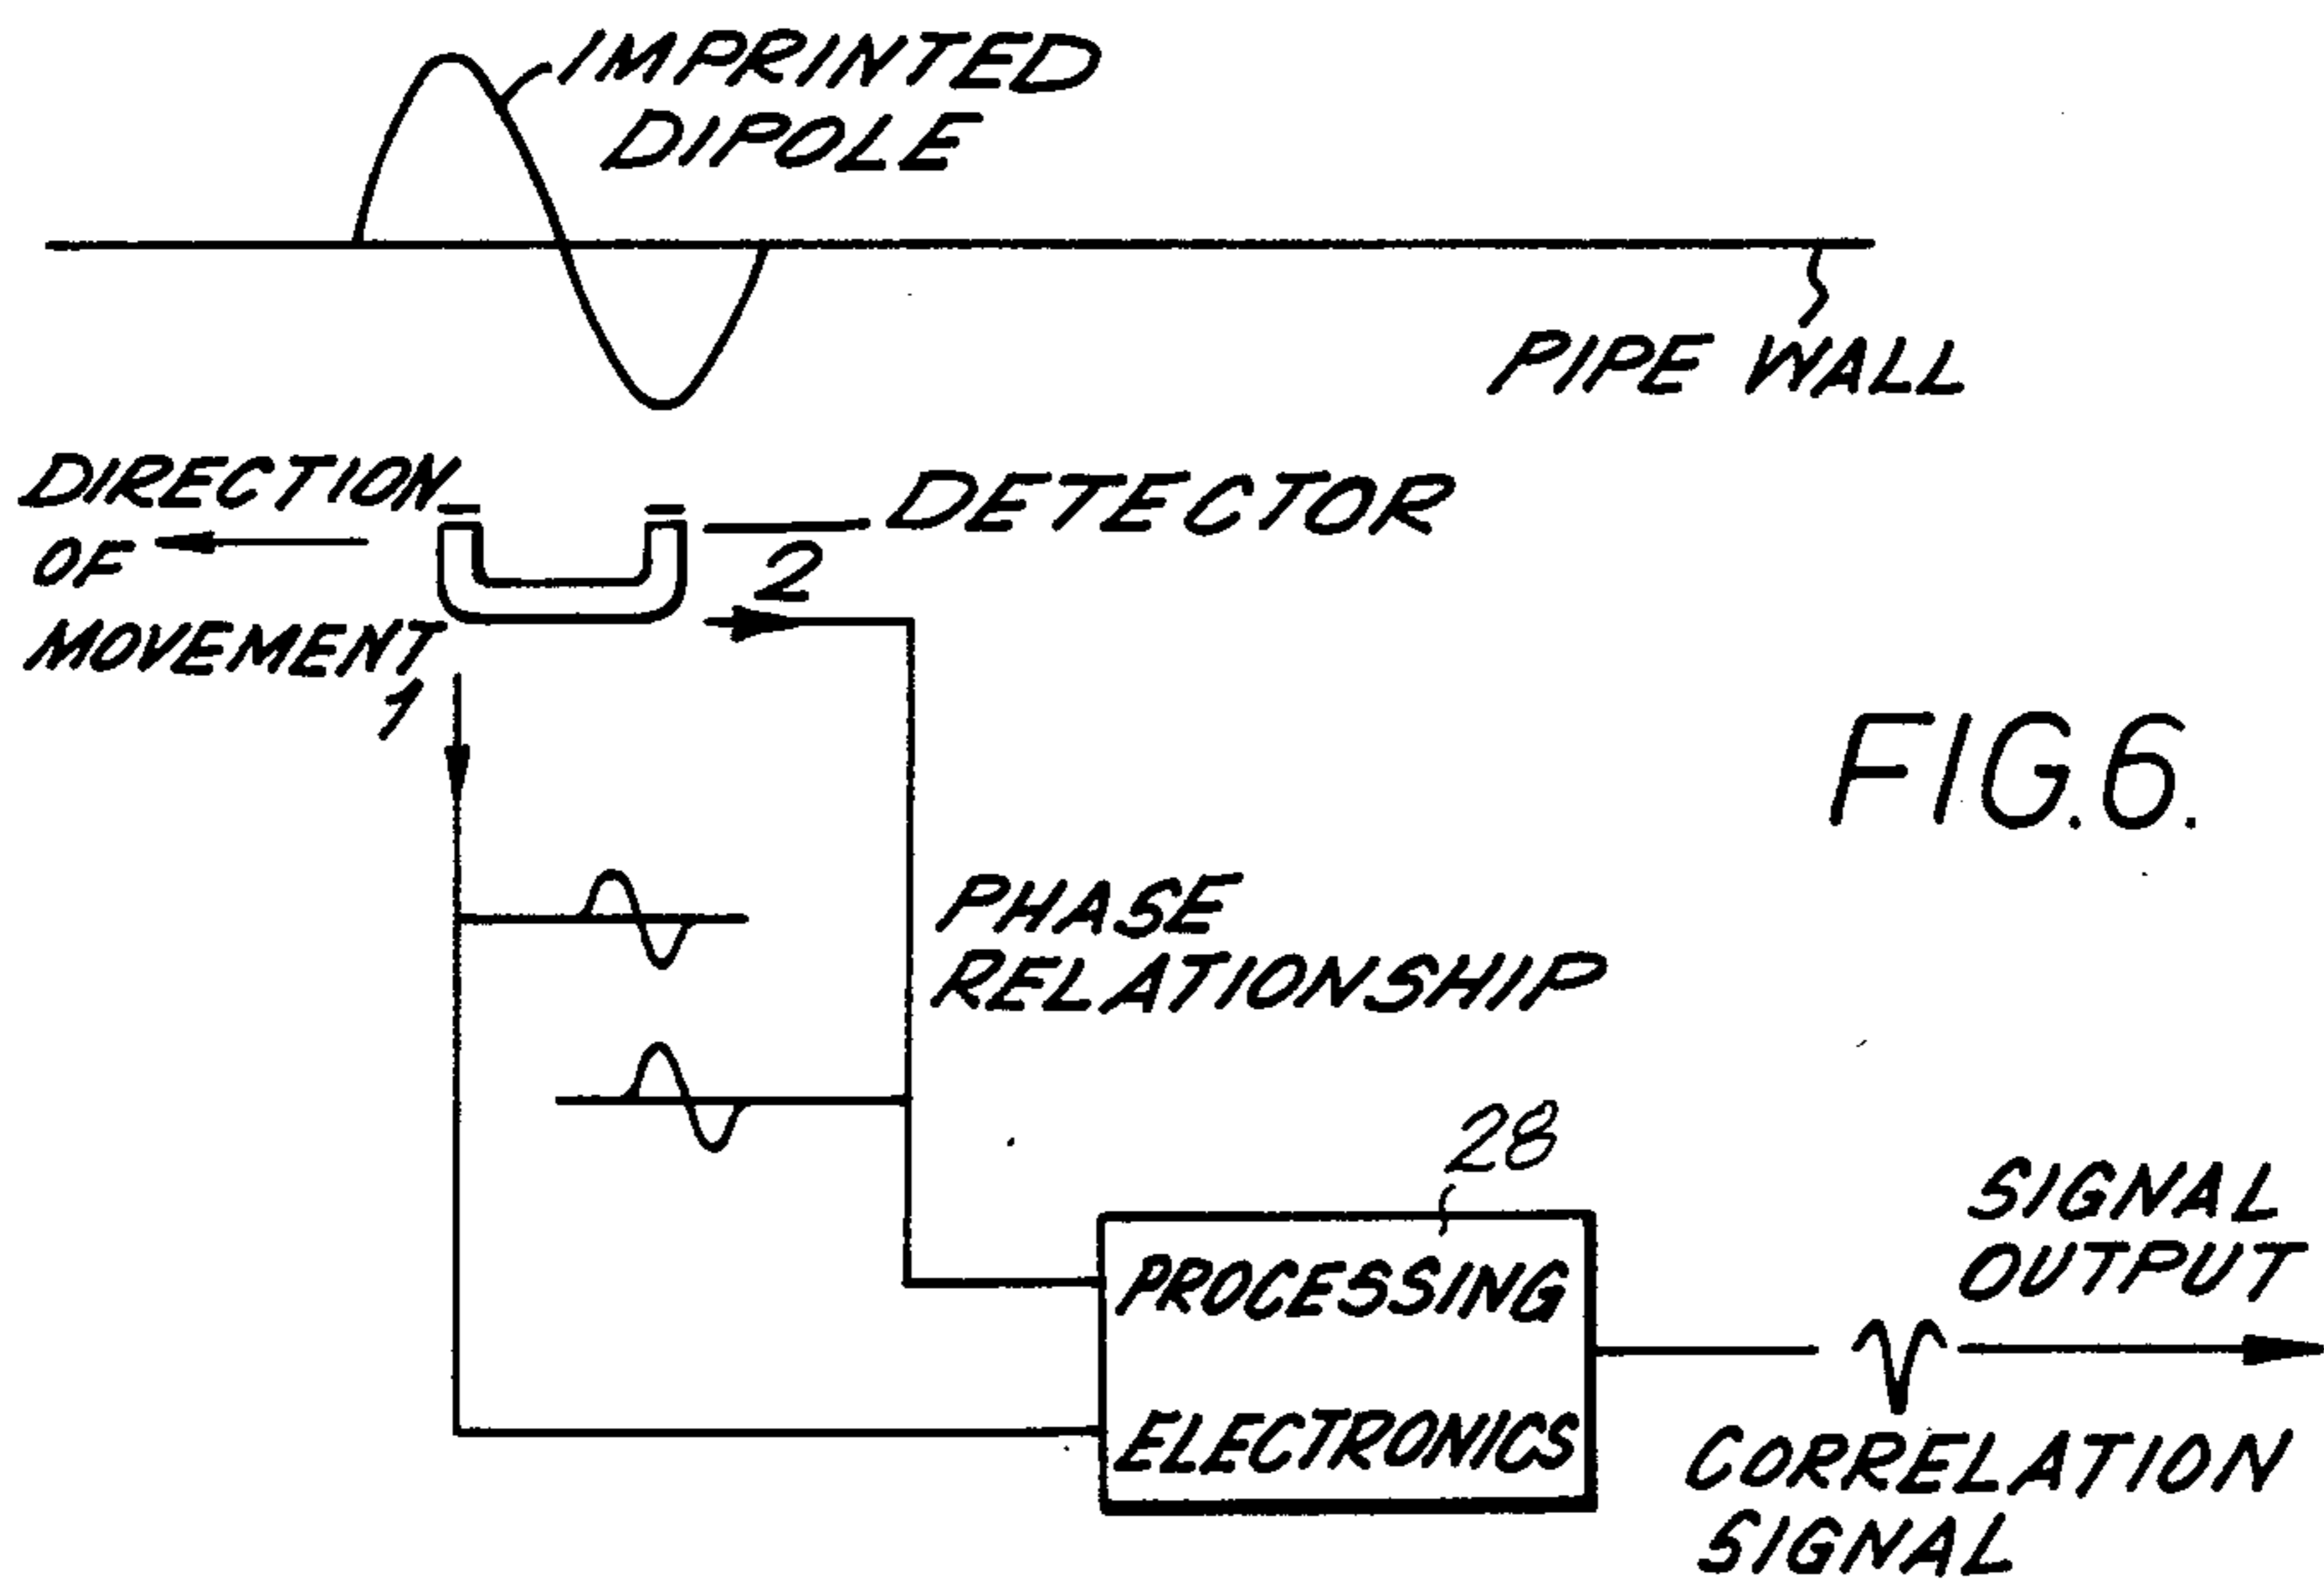 IMPRINTED
DIPOLE
PIPE WALL
DIRECTION
OF
MOVEMENT
DETECTOR
2
1
FIG.6.
PHASE
RELATIONSHIP
28
PROCESSING
ELECTRONICS
SIGNAL
OUTPUT
CORRELATION
SIGNAL